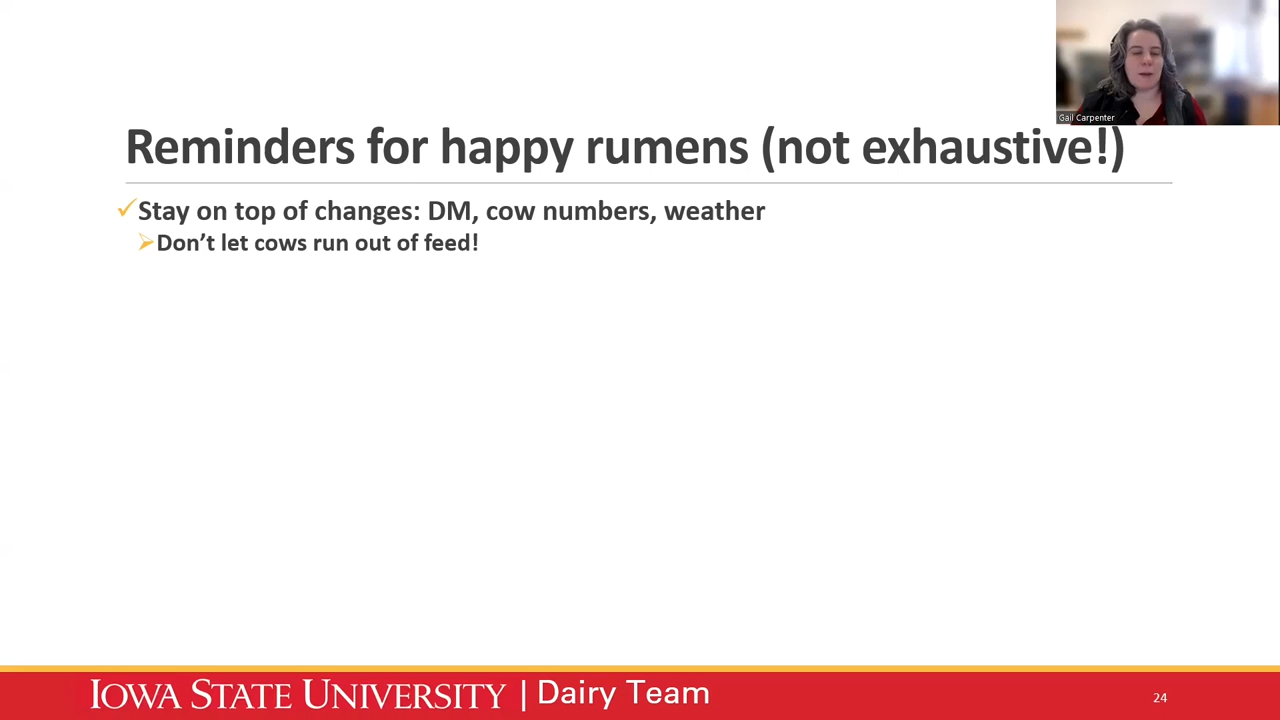 Gail Carpenter
Reminders for happy rumens (not exhaustive!)
Stay on top of changes: DM, cow numbers, weather
Don’t let cows run out of feed!
IOWA STATE UNIVERSITY | Dairy Team
24